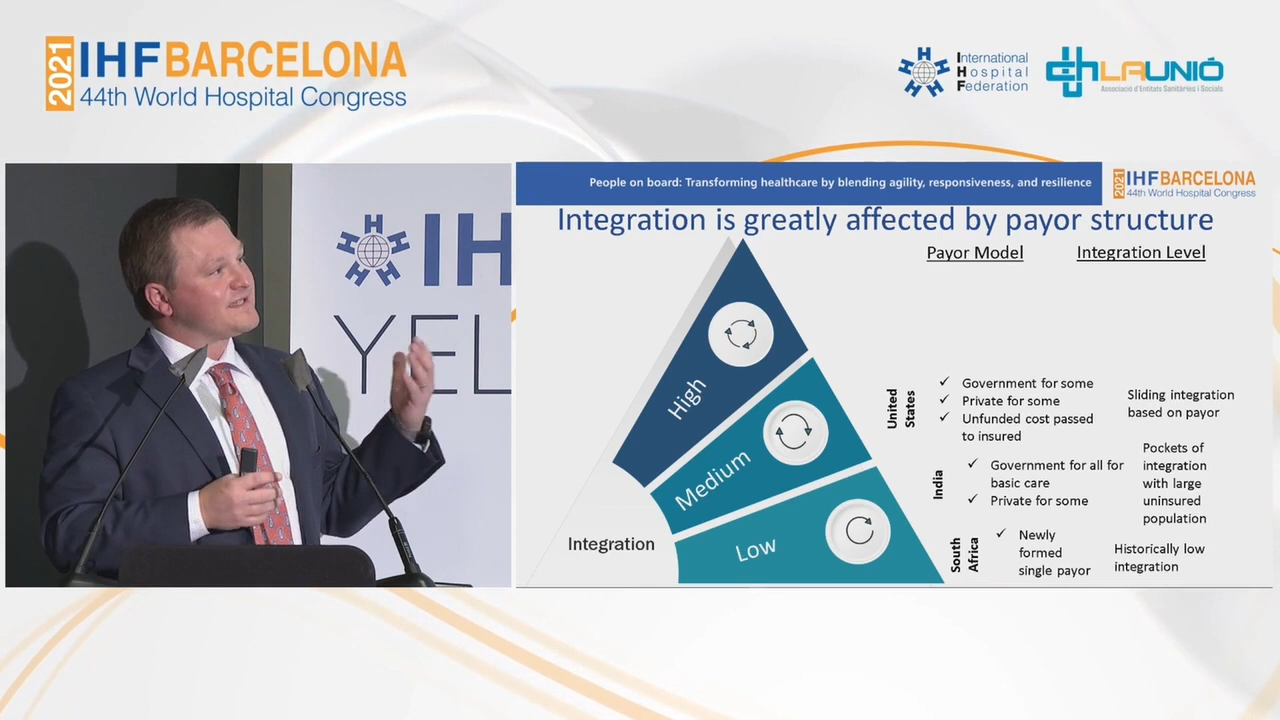 2021
IHFBARCELONA
44th World Hospital Congress
International
Hospital
Federation
LAUNIÓ
Associació d'Entitats Sanitàries i Socials
IH
YEL
People on board: Transforming healthcare by blending agility, responsiveness, and resilience
2021
IHFBARCELONA
44th World Hospital Congress
Integration is greatly affected by payor structure
Payor Model
Integration Level
High
Medium
Low
Integration
United
States
✓ Government for some
✓ Private for some
✓ Unfunded cost passed
to insured
Sliding integration
based on payor
India
✓ Government for all for
basic care
✓ Private for some
Pockets of
integration
with large
uninsured
population
South
Africa
✓ Newly
formed
single payor
Historically low
integration